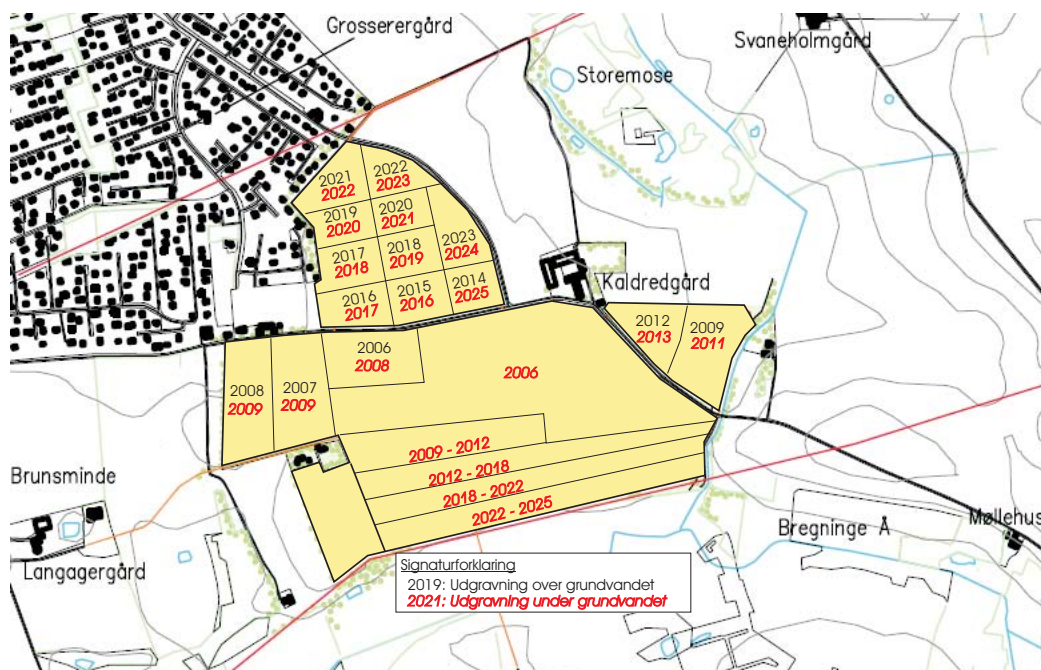 Grosserergård
Svaneholmgård
Storemose
2021
2022
2022
2023
2019
2020
2020
2021
2017
2018
2018
2019
2023
2024
2016
2017
2015
2016
2014
2025
Kaldredgård
2012
2013
2009
2011
2006
2008
2006
2008
2009
2007
2009
2009 - 2012
2012 - 2018
2018 - 2022
2022 - 2025
Brunsminde
Langagergård
Bregninge Å
Møllehus
Signaturforklaring
2019: Udgravning over grundvandet
2021: Udgravning under grundvandet